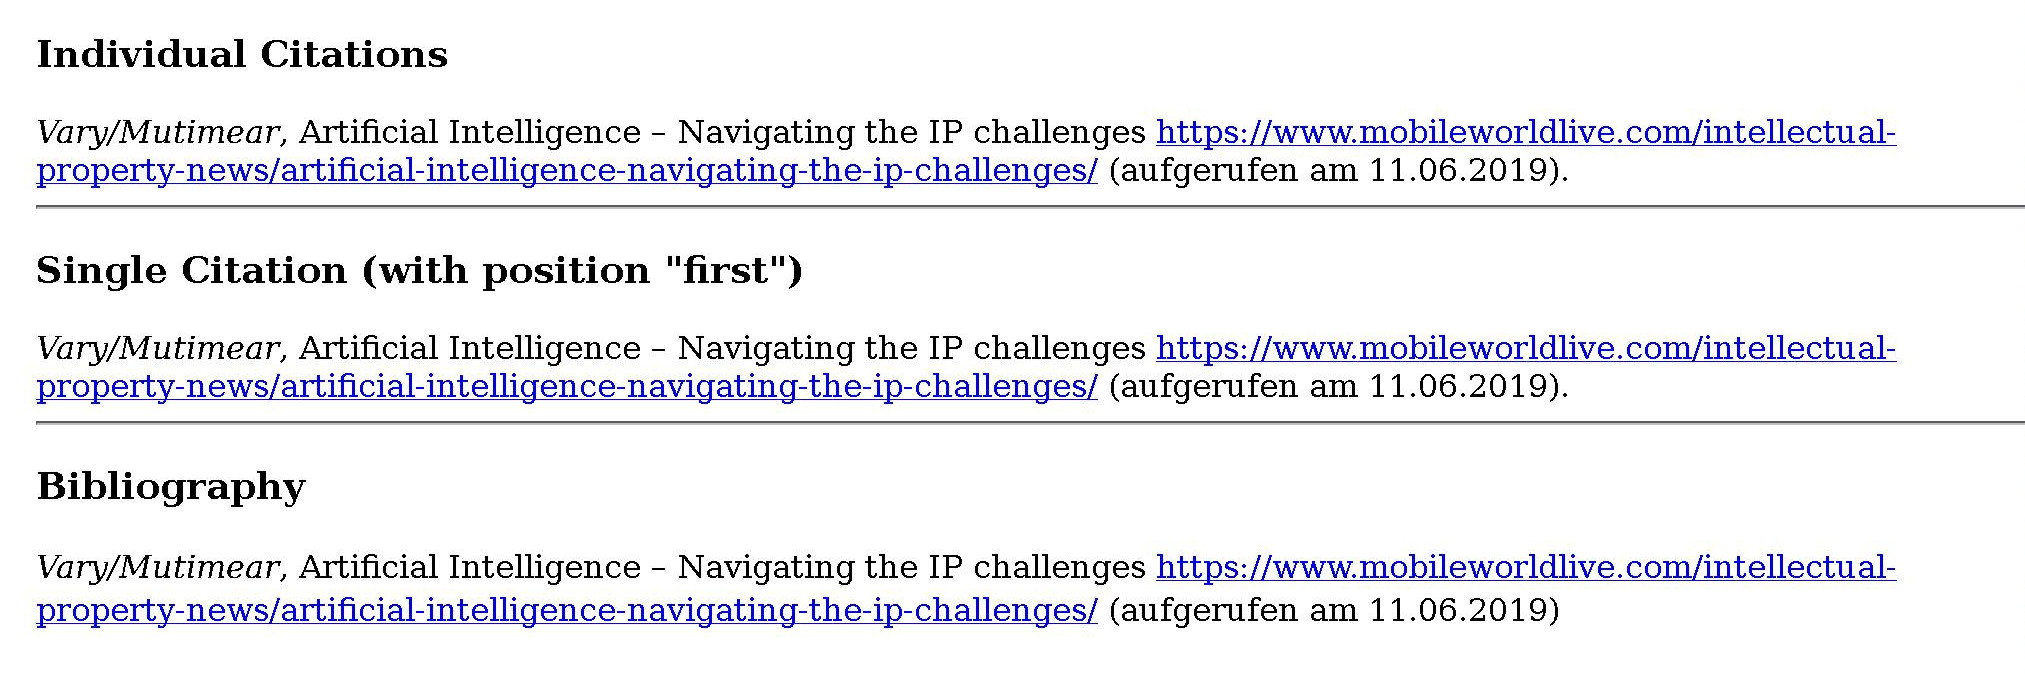 Individual Citations
Vary/Mutimear, Artificial Intelligence – Navigating the IP challenges https://www.mobileworldlive.com/intellectual-
property-news/artificial-intelligence-navigating-the-ip-challenges/ (aufgerufen am 11.06.2019).
Single Citation (with position "first")
Vary/Mutimear, Artificial Intelligence – Navigating the IP challenges https://www.mobileworldlive.com/intellectual-
property-news/artificial-intelligence-navigating-the-ip-challenges/ (aufgerufen am 11.06.2019).
Bibliography
Vary/Mutimear, Artificial Intelligence – Navigating the IP challenges https://www.mobileworldlive.com/intellectual-
property-news/artificial-intelligence-navigating-the-ip-challenges/ (aufgerufen am 11.06.2019)